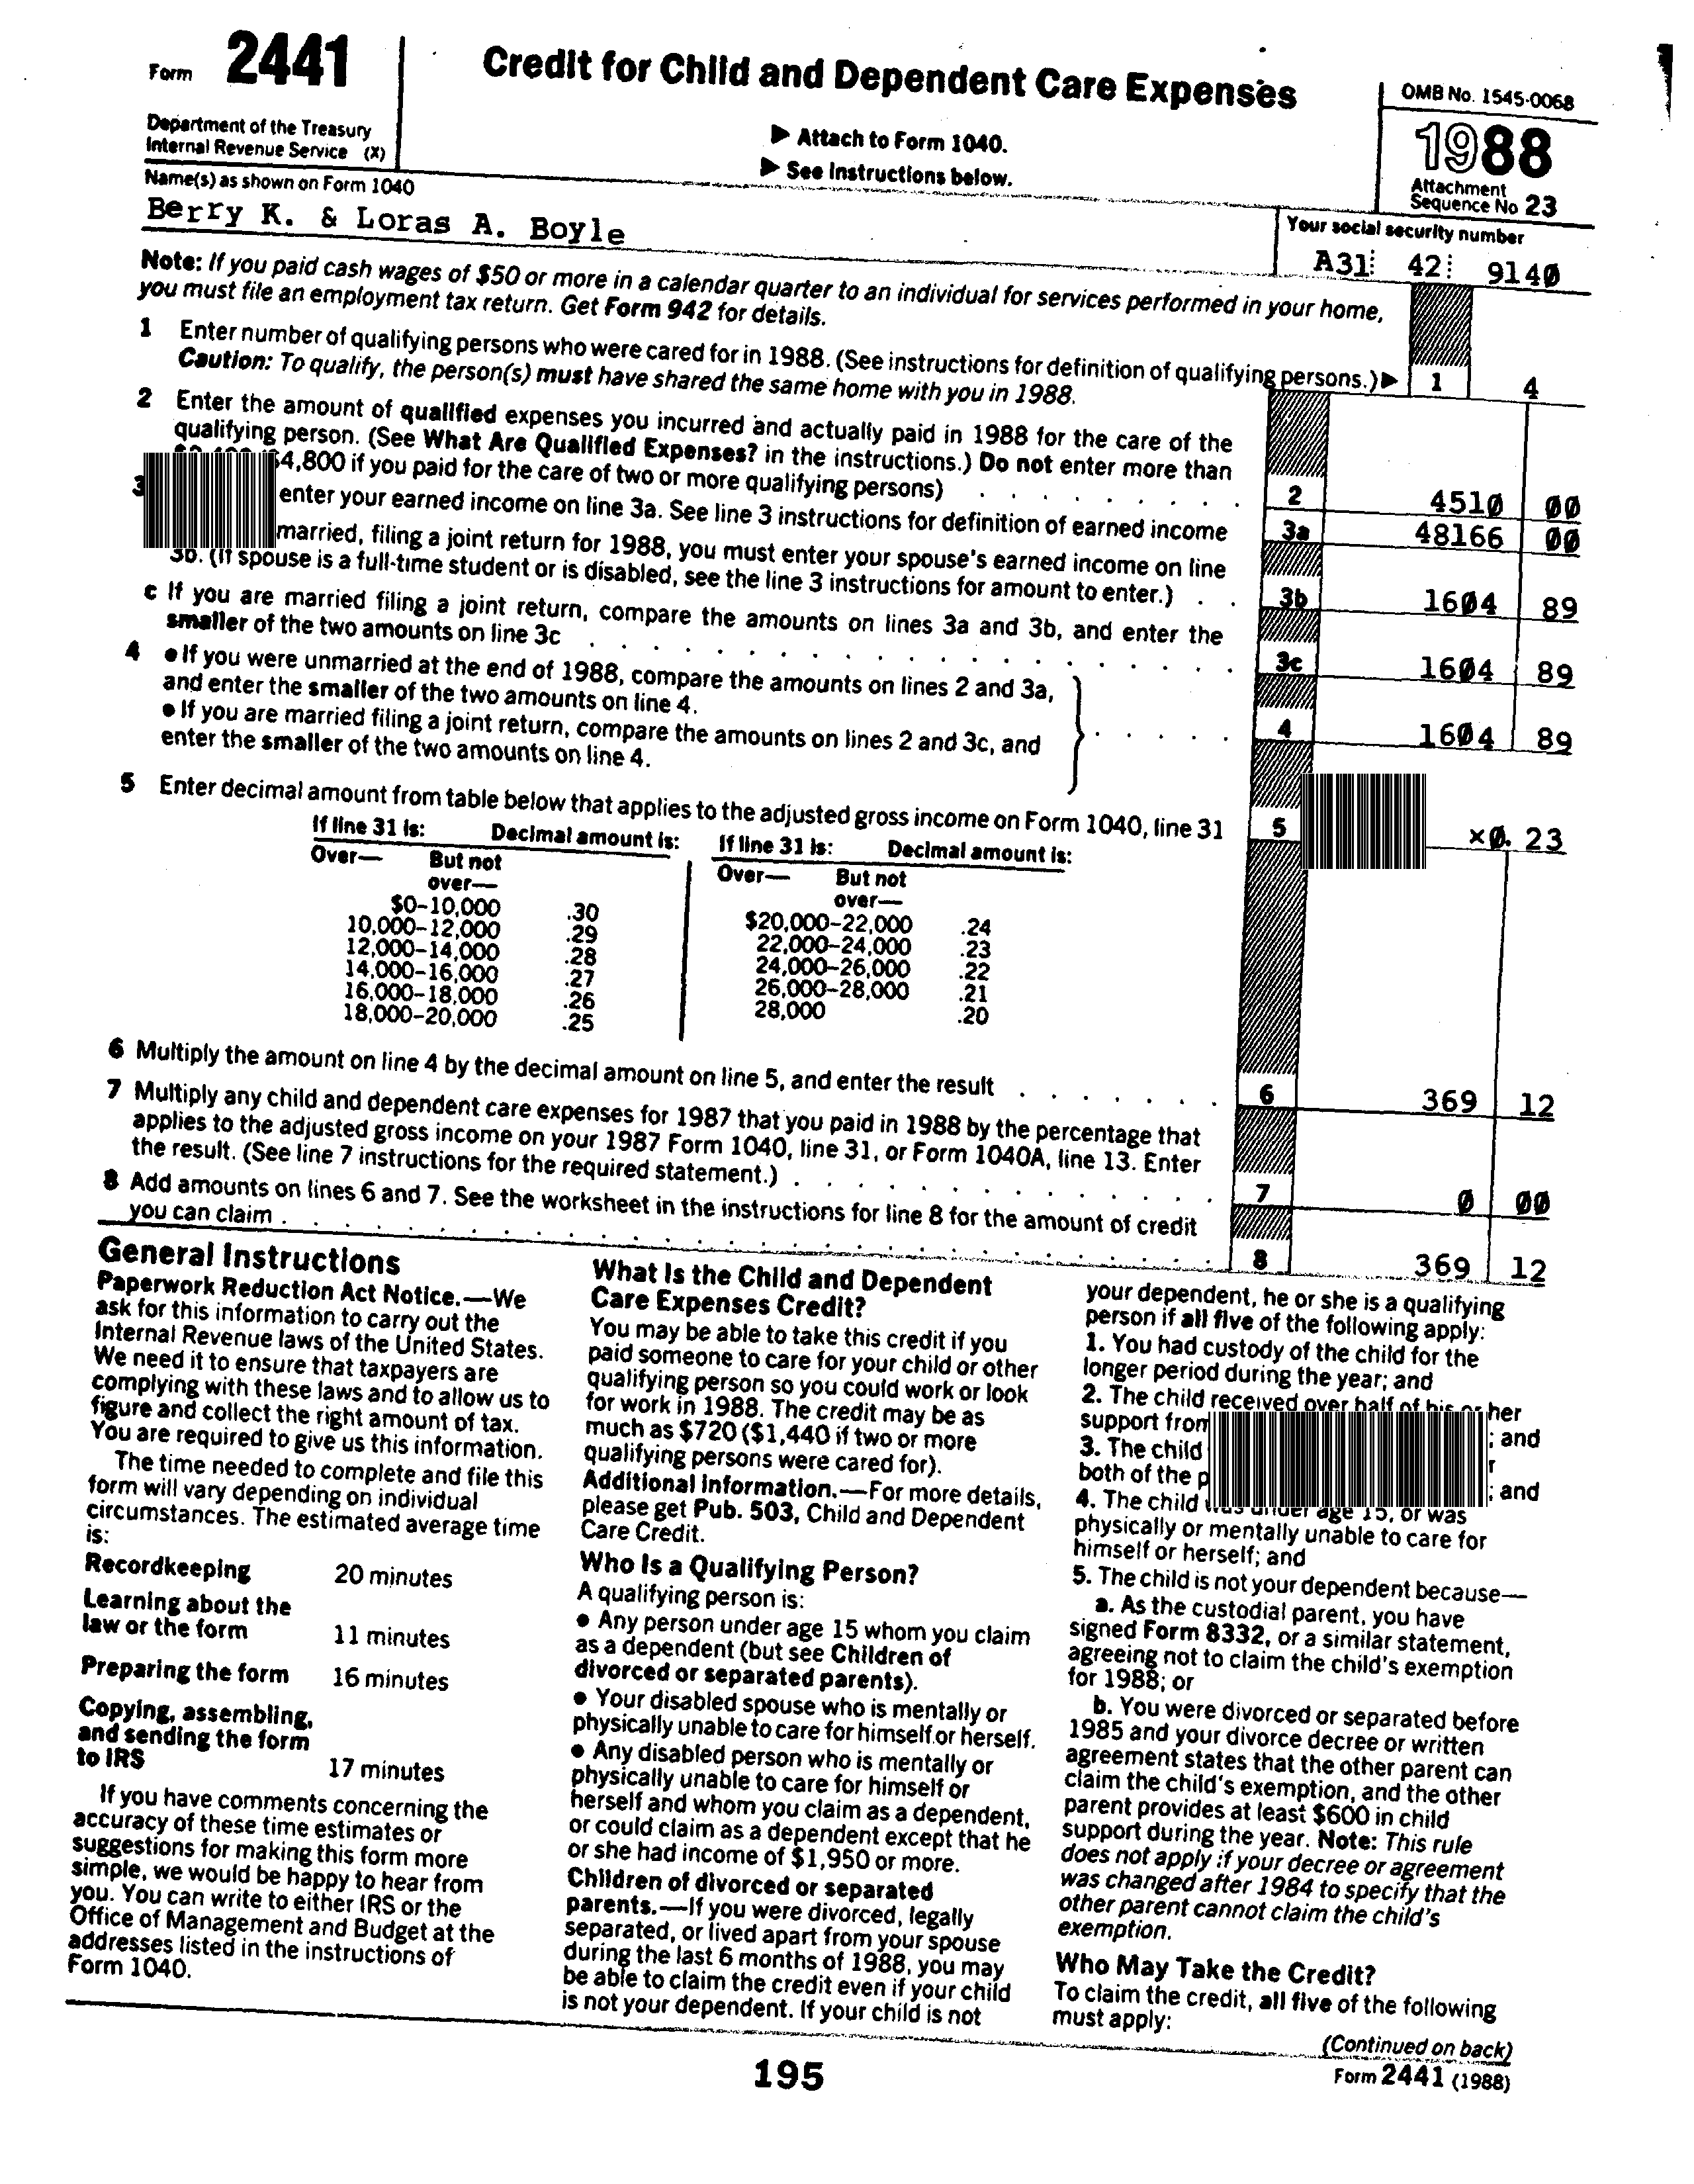 Form 2441
Credit for Child and Dependent Care Expenses
OMB No. 1545-0068
Department of the Treasury
Internal Revenue Service (X)
▶ Attach to Form 1040.
▶ See Instructions below.
1988
Attachment
Sequence No 23
Name(s) as shown on Form 1040
Berry K. & Loras A. Boyle
Your social security number
A31 42 9140
Note: If you paid cash wages of $50 or more in a calendar quarter to an individual for services performed in your home,
you must file an employment tax return. Get Form 942 for details.
1 Enter number of qualifying persons who were cared for in 1988. (See instructions for definition of qualifying persons.) ▶ 1 4
Caution: To qualify, the person(s) must have shared the same home with you in 1988.
2 Enter the amount of qualified expenses you incurred and actually paid in 1988 for the care of the
qualifying person. (See What Are Qualified Expenses? in the instructions.) Do not enter more than
$4,800 if you paid for the care of two or more qualifying persons) . . . . . . . . . 2 4510 00
3 enter your earned income on line 3a. See line 3 instructions for definition of earned income 3a 48166 00
married, filing a joint return for 1988, you must enter your spouse's earned income on line
3b. (If spouse is a full-time student or is disabled, see the line 3 instructions for amount to enter.) . . 3b 1604 89
c If you are married filing a joint return, compare the amounts on lines 3a and 3b, and enter the
smaller of the two amounts on line 3c . . . . . . . . . . . . . . . . . . . . 3c 1604 89
4 ● If you were unmarried at the end of 1988, compare the amounts on lines 2 and 3a,
and enter the smaller of the two amounts on line 4.
● If you are married filing a joint return, compare the amounts on lines 2 and 3c, and
enter the smaller of the two amounts on line 4.
. . . . . 4 1604 89
5 Enter decimal amount from table below that applies to the adjusted gross income on Form 1040, line 31 5 ×0. 23
If line 31 is: Decimal amount is: If line 31 is: Decimal amount is:
Over— But not over— Over— But not over—
$0–10,000 .30 $20,000–22,000 .24
10,000–12,000 .29 22,000–24,000 .23
12,000–14,000 .28 24,000–26,000 .22
14,000–16,000 .27 26,000–28,000 .21
16,000–18,000 .26 28,000 .20
18,000–20,000 .25
6 Multiply the amount on line 4 by the decimal amount on line 5, and enter the result . . . . . . . 6 369 12
7 Multiply any child and dependent care expenses for 1987 that you paid in 1988 by the percentage that
applies to the adjusted gross income on your 1987 Form 1040, line 31, or Form 1040A, line 13. Enter
the result. (See line 7 instructions for the required statement.) . . . . . . . . . . . . . . 7 0 00
8 Add amounts on lines 6 and 7. See the worksheet in the instructions for line 8 for the amount of credit
you can claim . . . . . . . . . . . . . . . . . . . . . . . . . . . . . . 8 369 12
General Instructions
Paperwork Reduction Act Notice.—We
ask for this information to carry out the
Internal Revenue laws of the United States.
We need it to ensure that taxpayers are
complying with these laws and to allow us to
figure and collect the right amount of tax.
You are required to give us this information.
The time needed to complete and file this
form will vary depending on individual
circumstances. The estimated average time
is:
Recordkeeping 20 minutes
Learning about the
law or the form 11 minutes
Preparing the form 16 minutes
Copying, assembling,
and sending the form
to IRS 17 minutes
If you have comments concerning the
accuracy of these time estimates or
suggestions for making this form more
simple, we would be happy to hear from
you. You can write to either IRS or the
Office of Management and Budget at the
addresses listed in the instructions of
Form 1040.
What Is the Child and Dependent
Care Expenses Credit?
You may be able to take this credit if you
paid someone to care for your child or other
qualifying person so you could work or look
for work in 1988. The credit may be as
much as $720 ($1,440 if two or more
qualifying persons were cared for).
Additional Information.—For more details,
please get Pub. 503, Child and Dependent
Care Credit.
Who Is a Qualifying Person?
A qualifying person is:
● Any person under age 15 whom you claim
as a dependent (but see Children of
divorced or separated parents).
● Your disabled spouse who is mentally or
physically unable to care for himself or herself.
● Any disabled person who is mentally or
physically unable to care for himself or
herself and whom you claim as a dependent,
or could claim as a dependent except that he
or she had income of $1,950 or more.
Children of divorced or separated
parents.—If you were divorced, legally
separated, or lived apart from your spouse
during the last 6 months of 1988, you may
be able to claim the credit even if your child
is not your dependent. If your child is not
your dependent, he or she is a qualifying
person if all five of the following apply:
1. You had custody of the child for the
longer period during the year; and
2. The child received over half of his or her
support from ; and
3. The child
both of the ; and
4. The child was under age 15, or was
physically or mentally unable to care for
himself or herself; and
5. The child is not your dependent because—
a. As the custodial parent, you have
signed Form 8332, or a similar statement,
agreeing not to claim the child's exemption
for 1988; or
b. You were divorced or separated before
1985 and your divorce decree or written
agreement states that the other parent can
claim the child's exemption, and the other
parent provides at least $600 in child
support during the year. Note: This rule
does not apply if your decree or agreement
was changed after 1984 to specify that the
other parent cannot claim the child's
exemption.
Who May Take the Credit?
To claim the credit, all five of the following
must apply:
(Continued on back)
195
Form 2441 (1988)